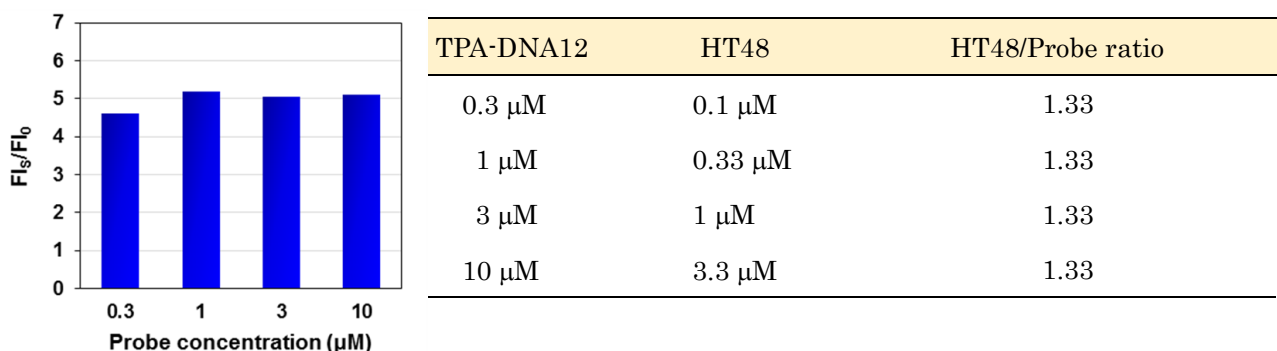 7
6
5
4
3
2
1
0
FIS/FI0
0.3 1 3 10
Probe concentration (µM)
TPA-DNA12 HT48 HT48/Probe ratio
0.3 µM 0.1 µM 1.33
1 µM 0.33 µM 1.33
3 µM 1 µM 1.33
10 µM 3.3 µM 1.33